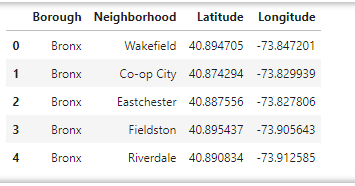 Borough Neighborhood Latitude Longitude
0 Bronx Wakefield 40.894705 -73.847201
1 Bronx Co-op City 40.874294 -73.829939
2 Bronx Eastchester 40.887556 -73.827806
3 Bronx Fieldston 40.895437 -73.905643
4 Bronx Riverdale 40.890834 -73.912585